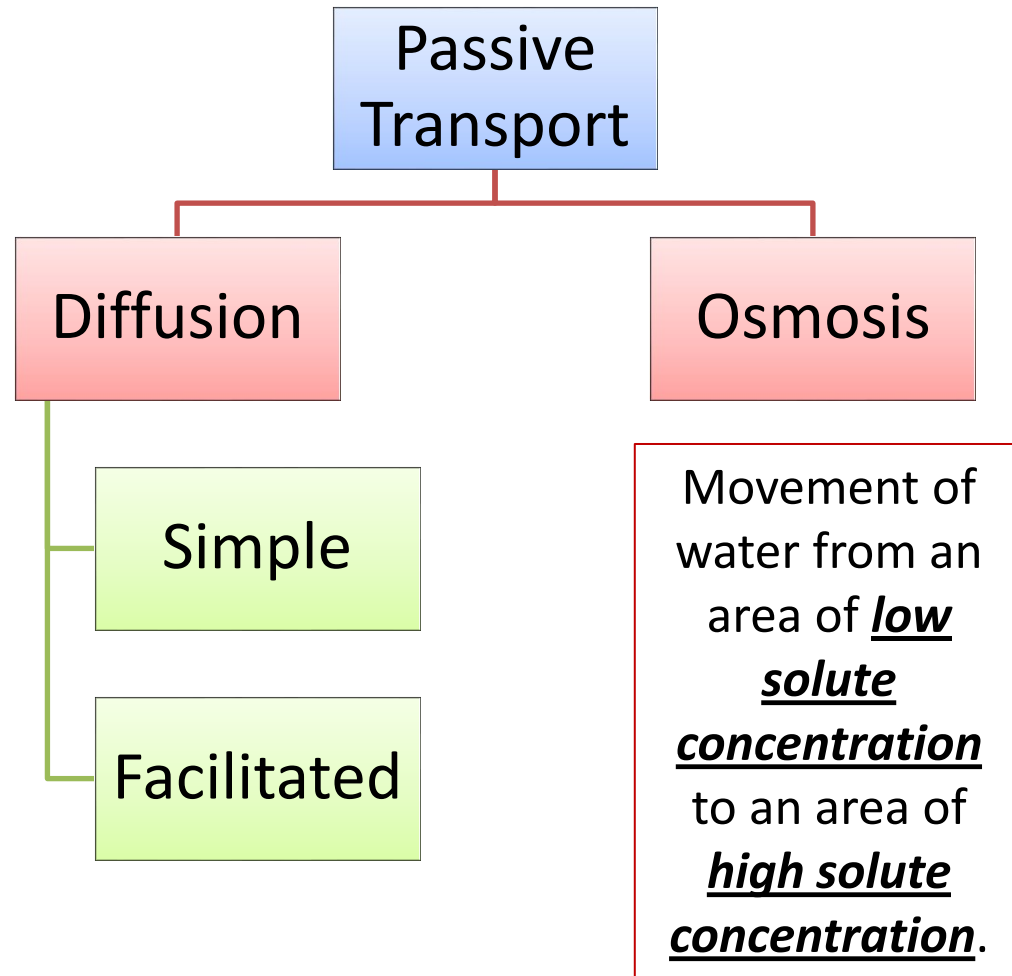 Passive
Transport
Diffusion
Osmosis
Simple
Facilitated
Movement of
water from an
area of low
solute
concentration
to an area of
high solute
concentration.